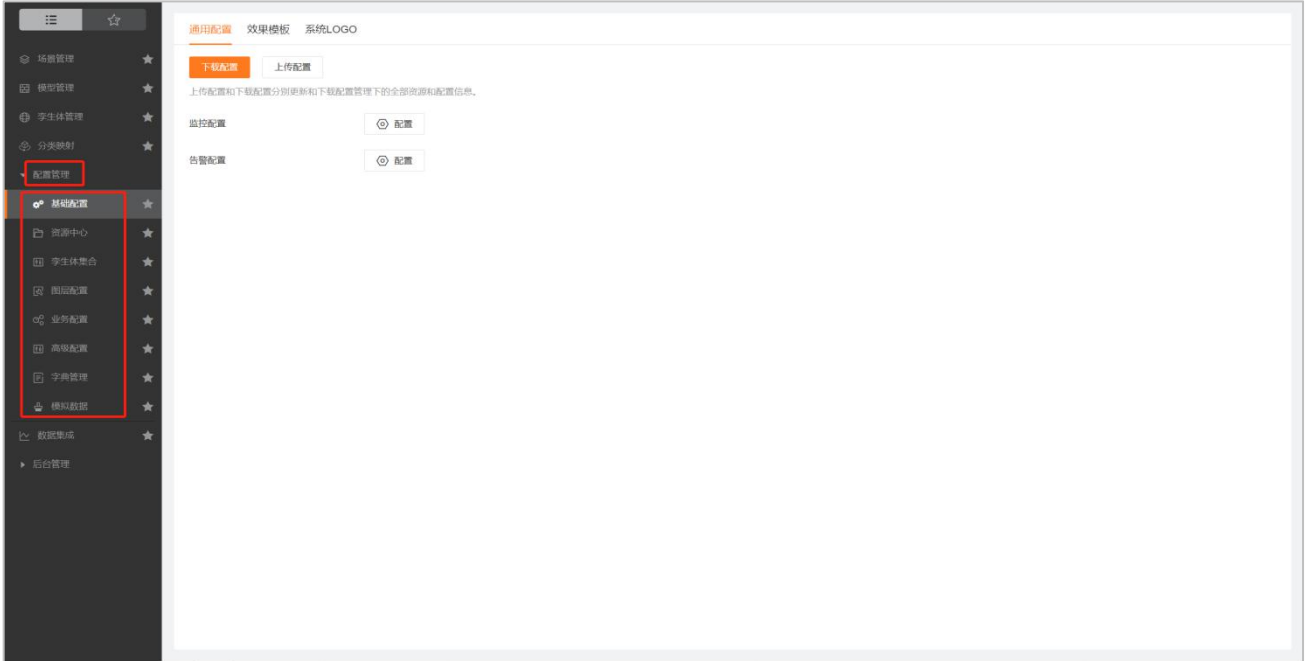 通用配置 效果模板 系统LOGO
场景管理
下载配置 上传配置
模型管理
上传配置和下载配置分别更新和下载配置管理下的全部资源和配置信息。
孪生体管理
监控配置 配置
分类映射
告警配置 配置
配置管理
基础配置
资源中心
孪生体集合
图层配置
业务配置
高级配置
字典管理
模拟数据
数据集成
后台管理